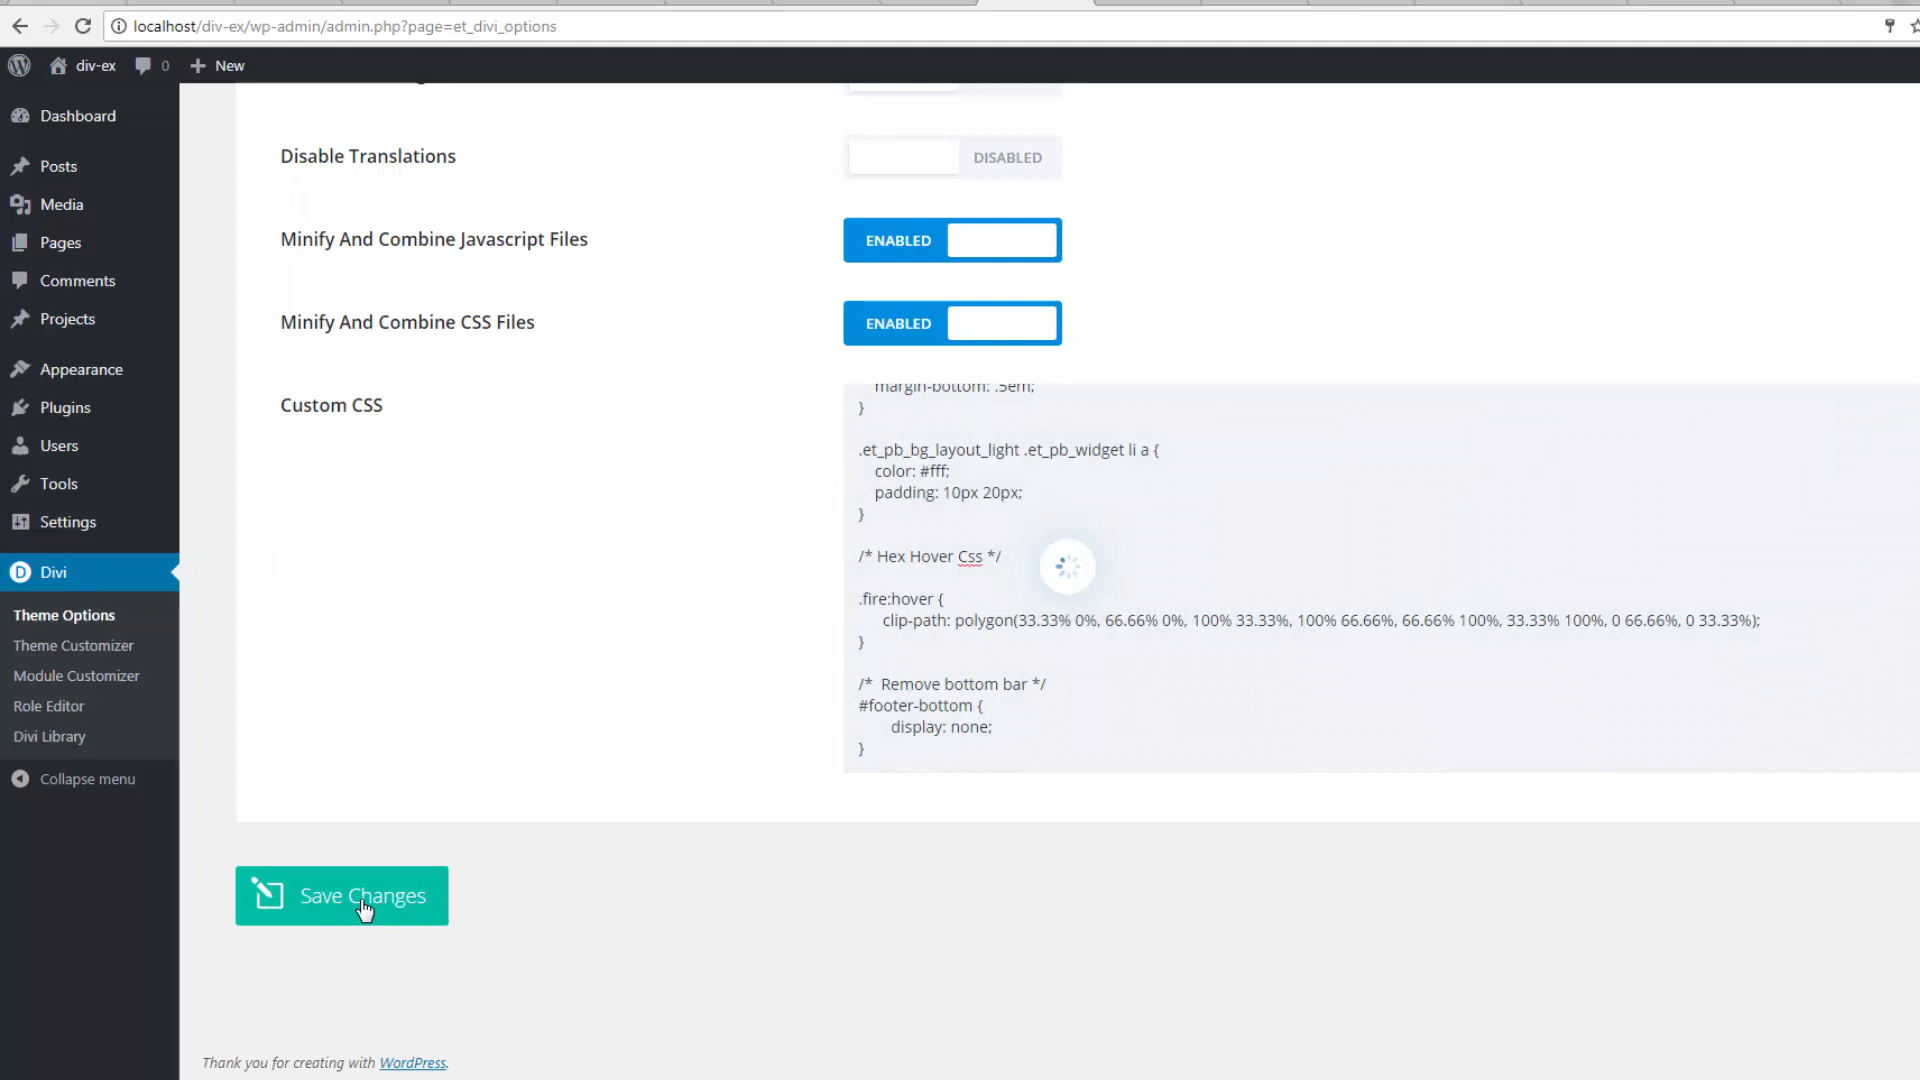 localhost/div-ex/wp-admin/admin.php?page=et_divi_options
div-ex 0 New
Dashboard
Posts
Media
Pages
Comments
Projects
Appearance
Plugins
Users
Tools
Settings
Divi
Theme Options
Theme Customizer
Module Customizer
Role Editor
Divi Library
Collapse menu
Disable Translations
DISABLED
Minify And Combine Javascript Files
ENABLED
Minify And Combine CSS Files
ENABLED
Custom CSS
margin-bottom: .5em;
}
.et_pb_bg_layout_light .et_pb_widget li a {
color: #fff;
padding: 10px 20px;
}
/* Hex Hover Css */
.fire:hover {
clip-path: polygon(33.33% 0%, 66.66% 0%, 100% 33.33%, 100% 66.66%, 66.66% 100%, 33.33% 100%, 0 66.66%, 0 33.33%);
}
/* Remove bottom bar */
#footer-bottom {
display: none;
}
Save Changes
Thank you for creating with WordPress.